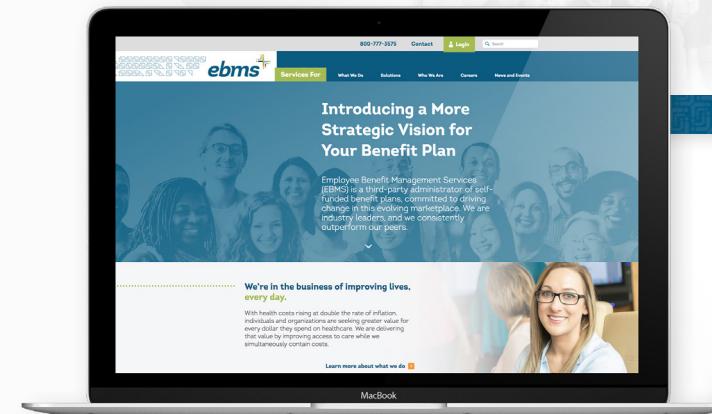 800-777-3575 Contact Login Search
ebms
Services For What We Do Solutions Who We Are Careers News and Events
Introducing a More
Strategic Vision for
Your Benefit Plan
Employee Benefit Management Services
(EBMS) is a third-party administrator of self-
funded benefit plans, committed to driving
change in this evolving marketplace. We are
industry leaders, and we consistently
outperform our peers.
We're in the business of improving lives,
every day.
With health costs rising at double the rate of inflation,
individuals and organizations are seeking greater value for
every dollar they spend on healthcare. We are delivering
that value by improving access to care while we
simultaneously contain costs.
Learn more about what we do
MacBook